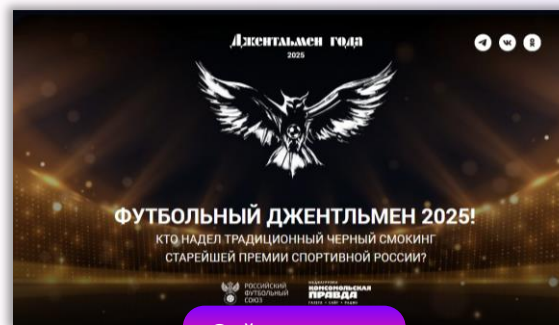 Джентльмен года
2025
ФУТБОЛЬНЫЙ ДЖЕНТЛЬМЕН 2025!
КТО НАДЕЛ ТРАДИЦИОННЫЙ ЧЕРНЫЙ СМОКИНГ
СТАРЕЙШЕЙ ПРЕМИИ СПОРТИВНОЙ РОССИИ?
РОССИЙСКИЙ
ФУТБОЛЬНЫЙ
СОЮЗ
КОМСОМОЛЬСКАЯ
ПРАВДА